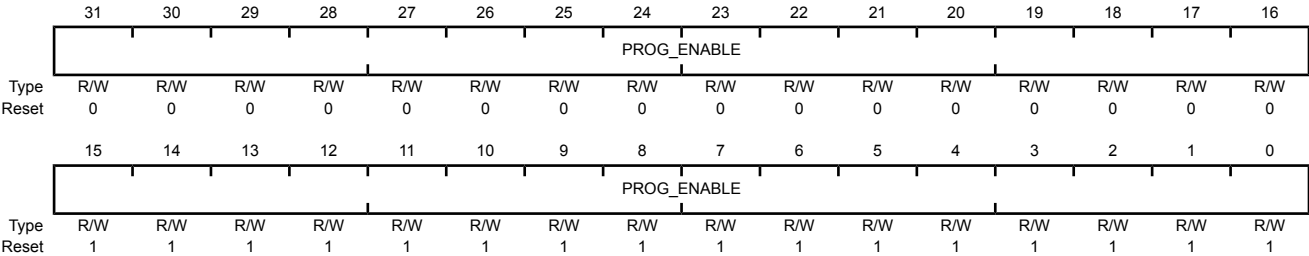 31 30 29 28 27 26 25 24 23 22 21 20 19 18 17 16
PROG_ENABLE
Type R/W R/W R/W R/W R/W R/W R/W R/W R/W R/W R/W R/W R/W R/W R/W R/W
Reset 0 0 0 0 0 0 0 0 0 0 0 0 0 0 0 0
15 14 13 12 11 10 9 8 7 6 5 4 3 2 1 0
PROG_ENABLE
Type R/W R/W R/W R/W R/W R/W R/W R/W R/W R/W R/W R/W R/W R/W R/W R/W
Reset 1 1 1 1 1 1 1 1 1 1 1 1 1 1 1 1